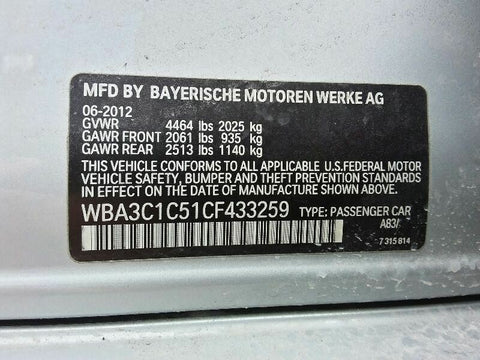 MFD BY BAYERISCHE MOTOREN WERKE AG
06-2012
GVWR 4464 lbs 2025 kg
GAWR FRONT 2061 lbs 935 kg
GAWR REAR 2513 lbs 1140 kg
THIS VEHICLE CONFORMS TO ALL APPLICABLE U.S. FEDERAL MOTOR
VEHICLE SAFETY, BUMPER AND THEFT PREVENTION STANDARDS
IN EFFECT ON THE DATE OF MANUFACTURE SHOWN ABOVE.
WBA3C1C51CF433259 TYPE: PASSENGER CAR
A83/
7 315 814